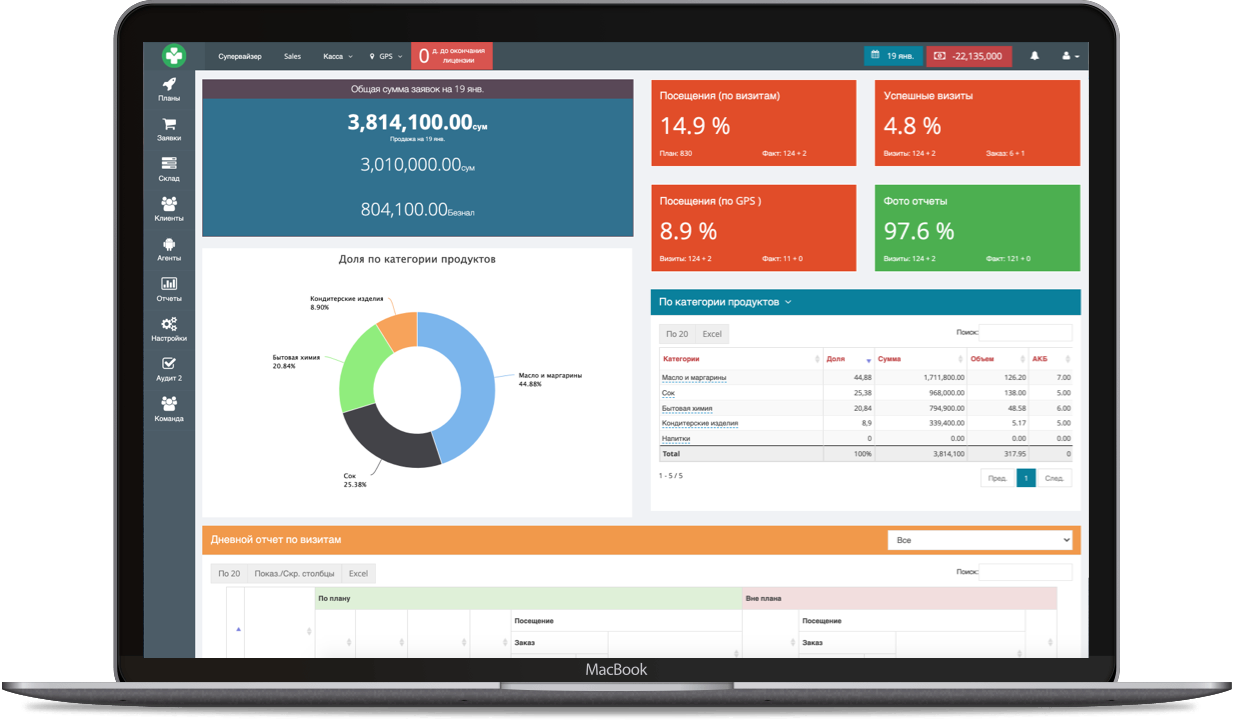 Супервайзер Sales Касса GPS 0 д. до окончания лицензии 19 янв. -22,135,000
Планы
Заявки
Склад
Клиенты
Агенты
Отчеты
Настройки
Аудит 2
Команда
Общая сумма заявок на 19 янв.
3,814,100.00сум
Продажа на 19 янв.
3,010,000.00сум
804,100.00Безнал
Посещения (по визитам)
14.9 %
План: 830 Факт: 124 + 2
Успешные визиты
4.8 %
Визиты: 124 + 2 Заказ: 6 + 1
Посещения (по GPS )
8.9 %
Визиты: 124 + 2 Факт: 11 + 0
Фото отчеты
97.6 %
Визиты: 124 + 2 Факт: 121 + 0
Доля по категории продуктов
Кондитерские изделия
8.90%
Бытовая химия
20.84%
Масло и маргарины
44.88%
Сок
25.38%
По категории продуктов
По 20 Excel Поиск:
Категории Доля Сумма Объем АКБ
Масло и маргарины 44,88 1,711,800.00 126.20 7.00
Сок 25,38 968,000.00 138.00 5.00
Бытовая химия 20,84 794,900.00 48.58 6.00
Кондитерские изделия 8,9 339,400.00 5.17 5.00
Напитки 0 0.00 0.00 0.00
Total 100% 3,814,100 317.95 0
1 - 5 / 5 Пред. 1 След.
Дневной отчет по визитам Все
По 20 Показ./Скр. столбцы Excel Поиск:
По плану Вне плана
Посещение Посещение
Заказ Заказ
MacBook